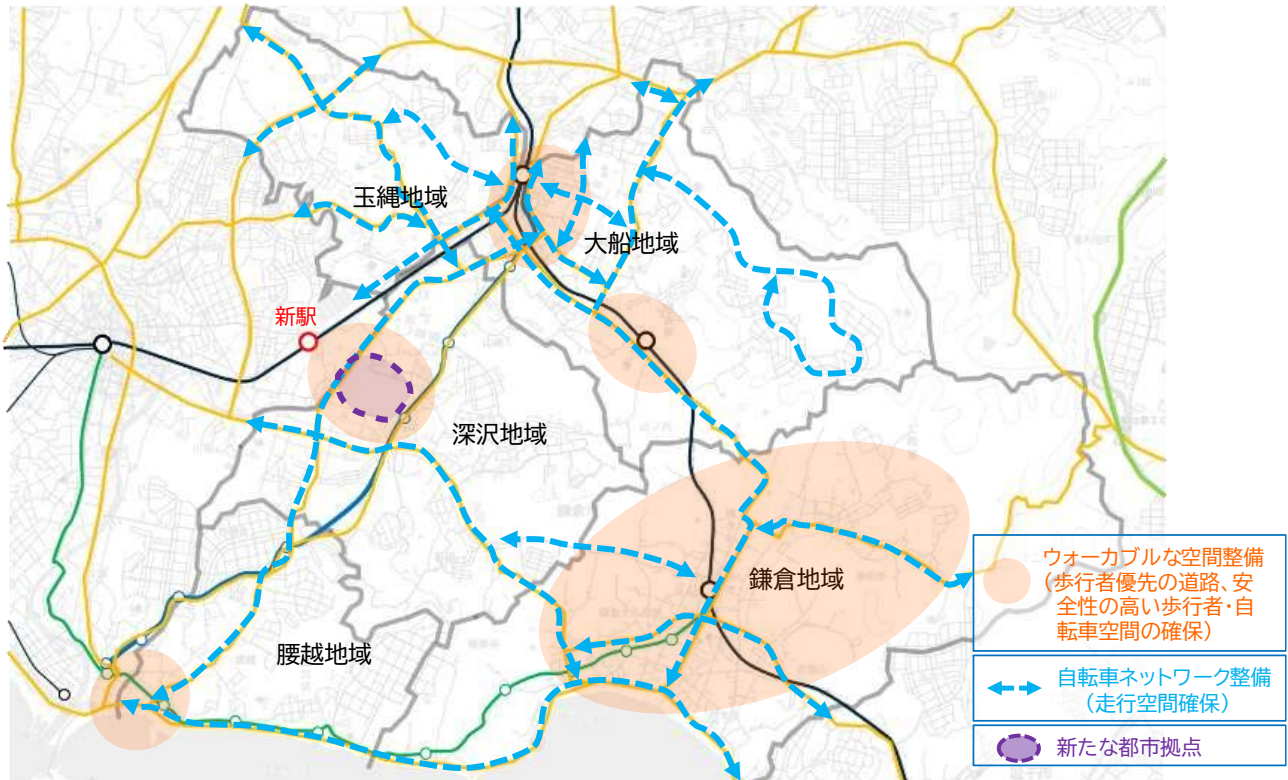 玉縄地域
大船地域
新駅
深沢地域
鎌倉地域
腰越地域
ウォーカブルな空間整備
（歩行者優先の道路、安
全性の高い歩行者・自
転車空間の確保）
自転車ネットワーク整備
（走行空間確保）
新たな都市拠点